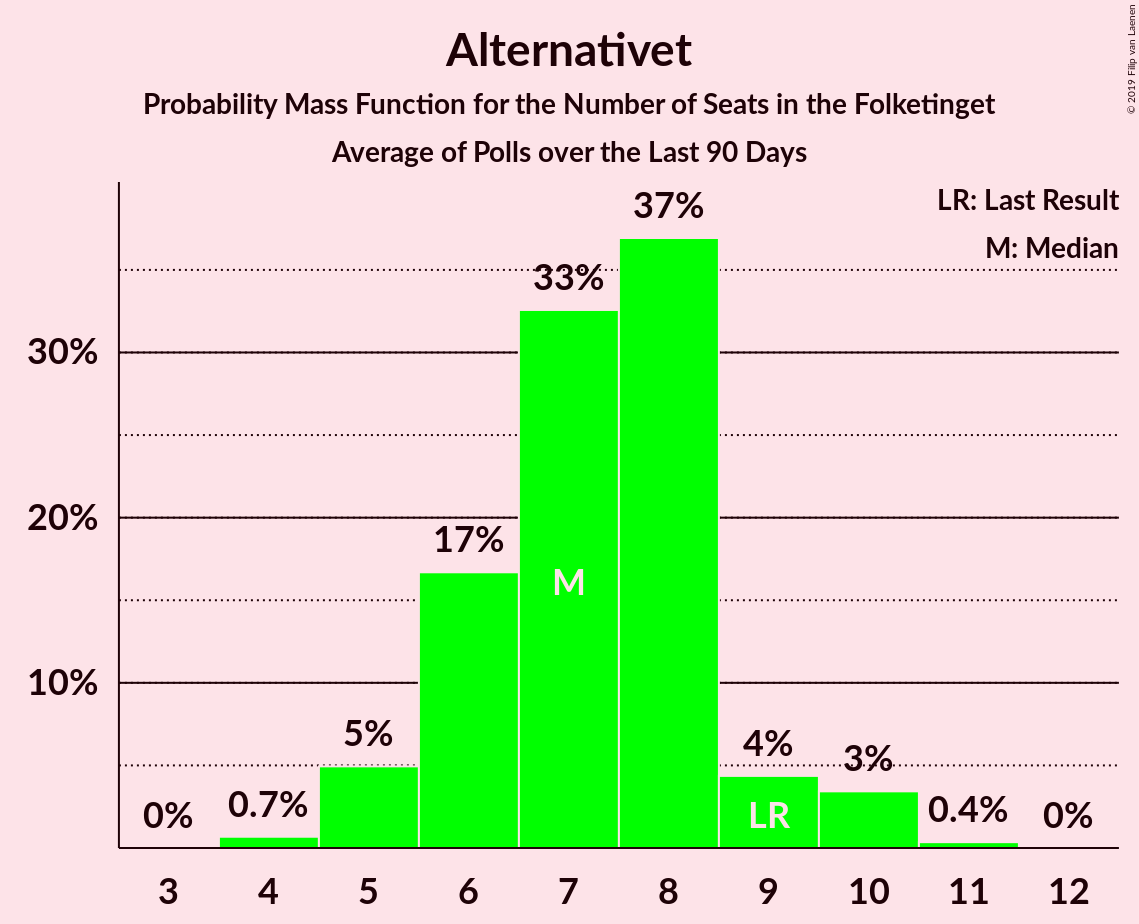 Alternativet
Probability Mass Function for the Number of Seats in the Folketinget
Average of Polls over the Last 90 Days
© 2019 Filip van Laenen
LR: Last Result
M: Median
37%
33%
30%
20%
17%
M
10%
5%
4%
3%
0%
0.7%
LR
0.4%
0%
3 4 5 6 7 8 9 10 11 12